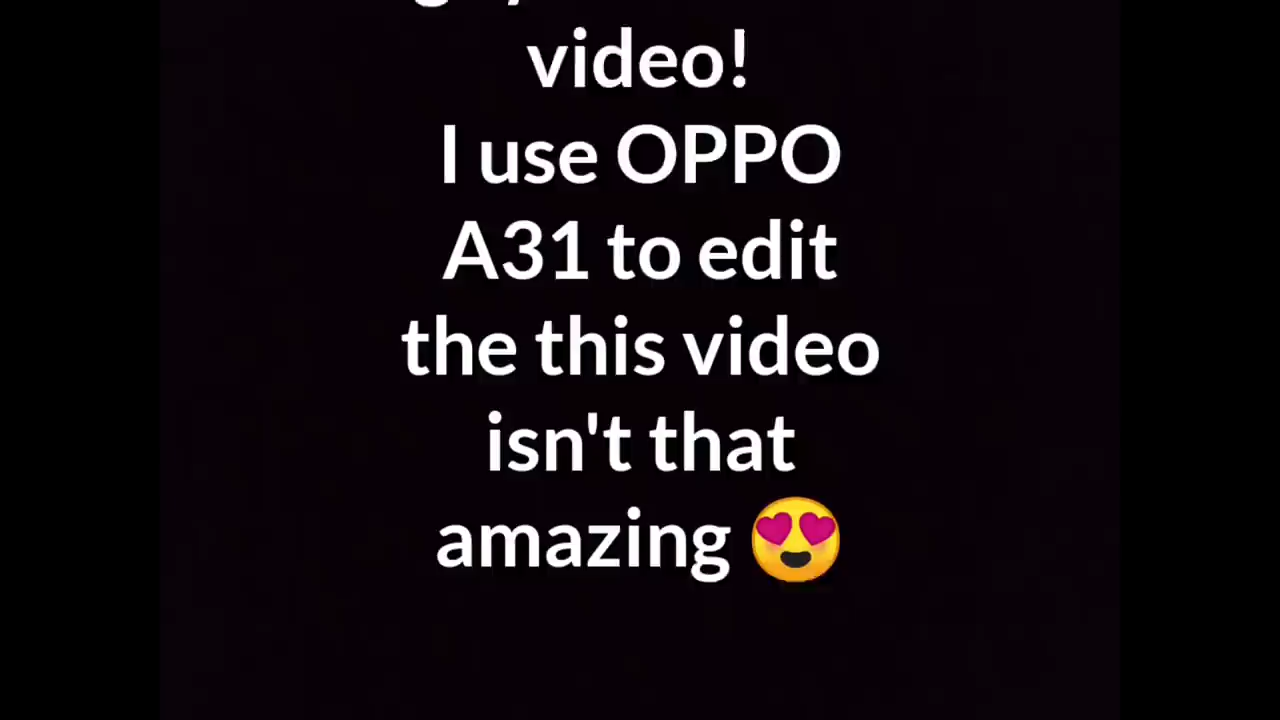 video!
I use OPPO
A31 to edit
the this video
isn't that
amazing 😍